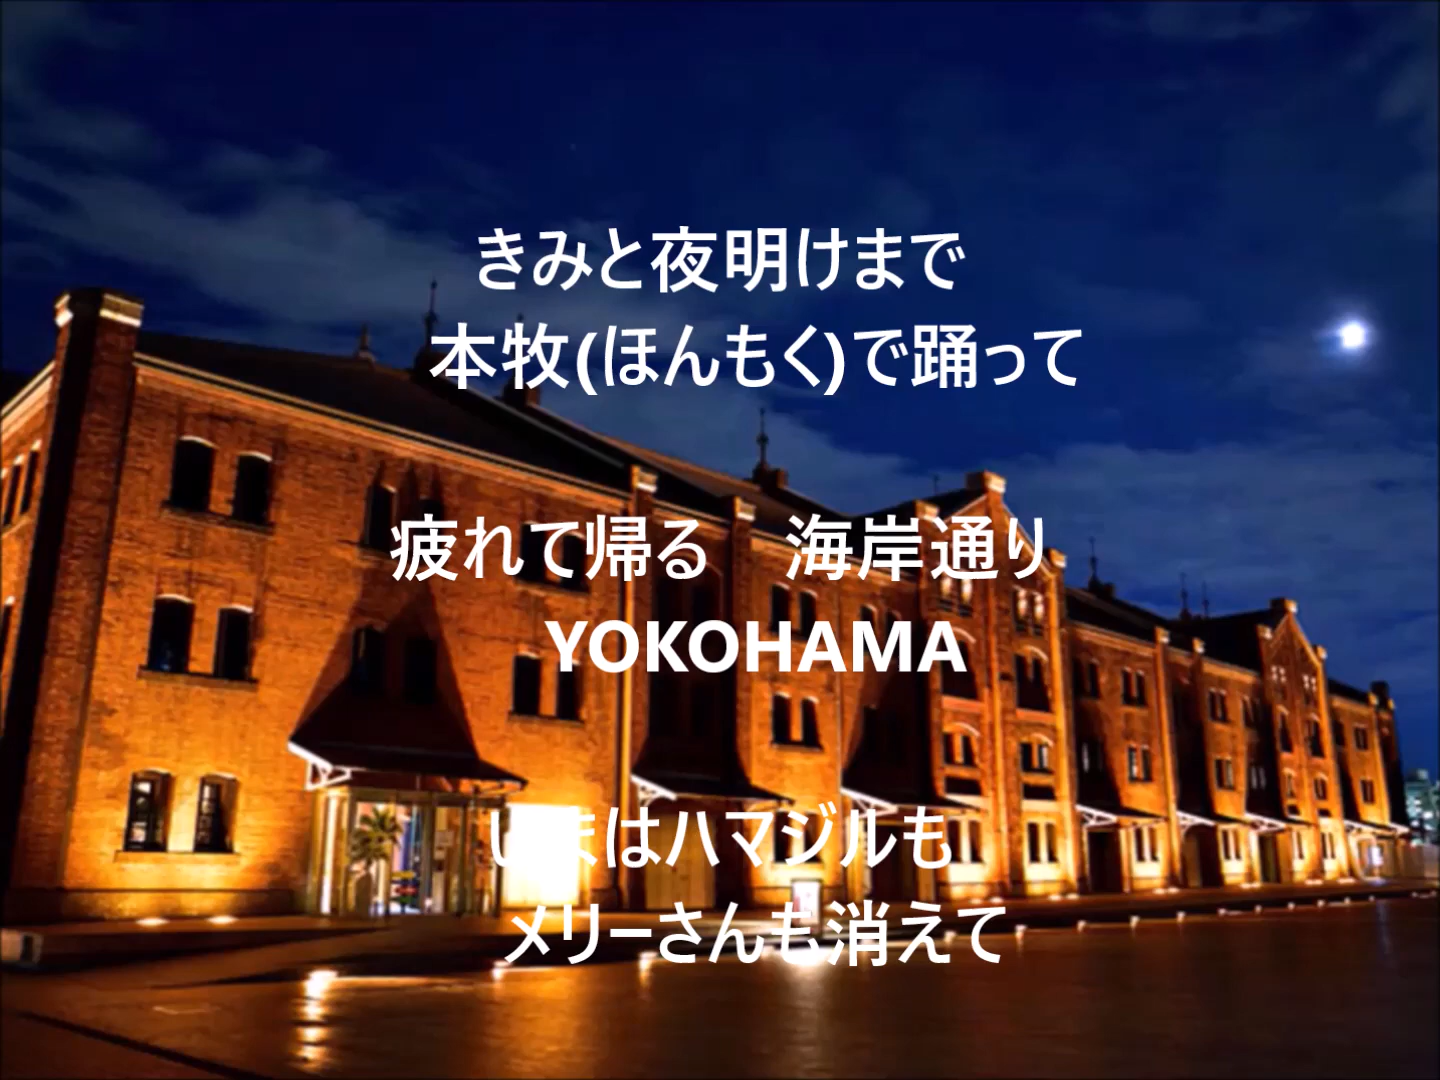 きみと夜明けまで
本牧(ほんもく)で踊って
疲れて帰る　海岸通り
YOKOHAMA
いまはハマジルも
メリーさんも消えて